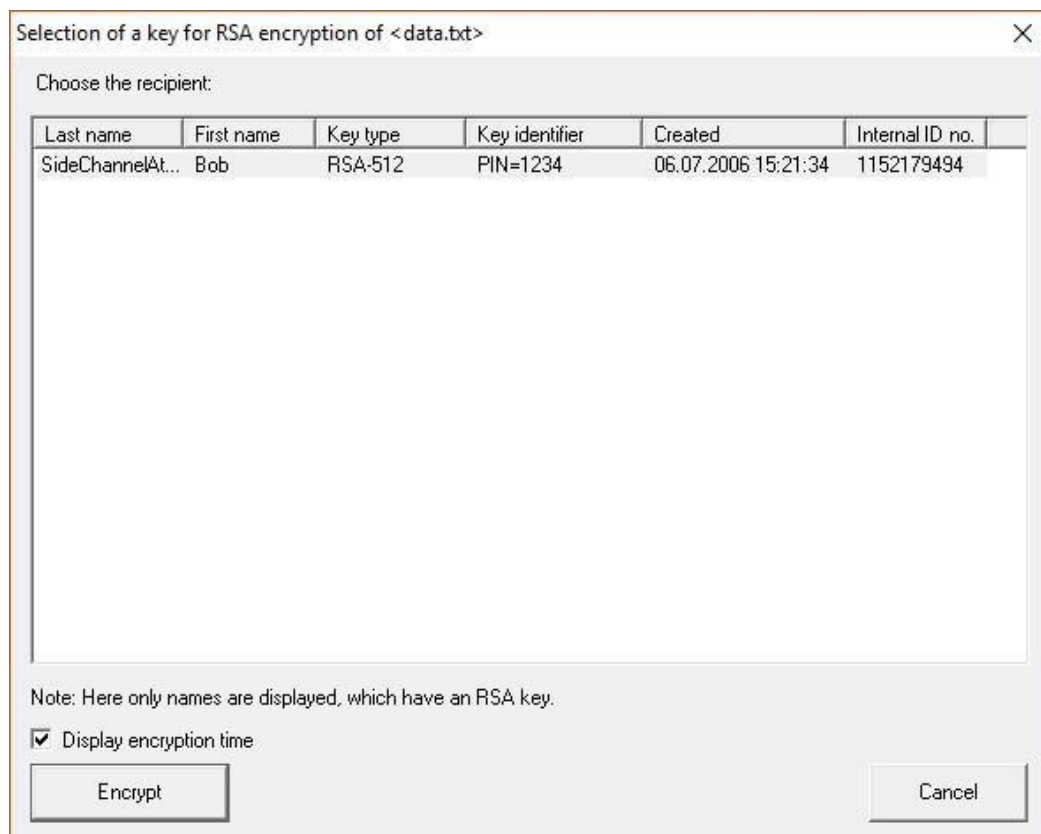 Selection of a key for RSA encryption of <data.txt>
Choose the recipient:
Last name First name Key type Key identifier Created Internal ID no.
SideChannelAt... Bob RSA-512 PIN=1234 06.07.2006 15:21:34 1152179494
Note: Here only names are displayed, which have an RSA key.
Display encryption time
Encrypt Cancel